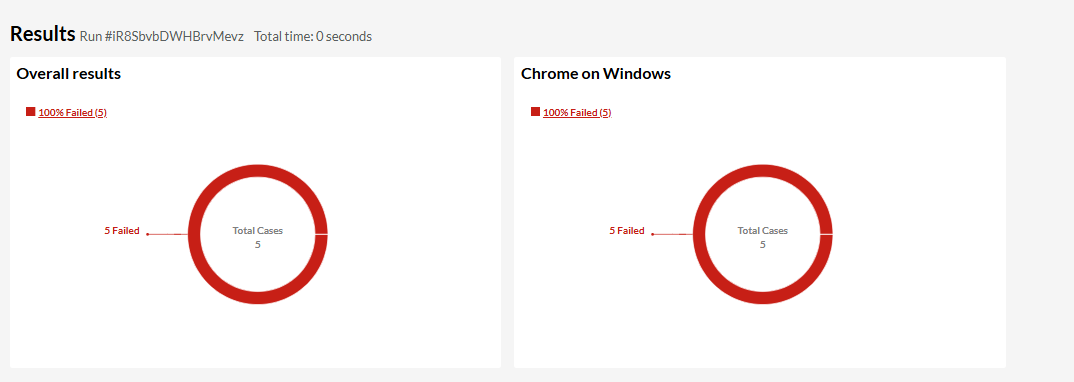 Results Run #iR8SbvbDWHBrvMevz Total time: 0 seconds
Overall results
100% Failed (5)
5 Failed
Total Cases
5
Chrome on Windows
100% Failed (5)
5 Failed
Total Cases
5